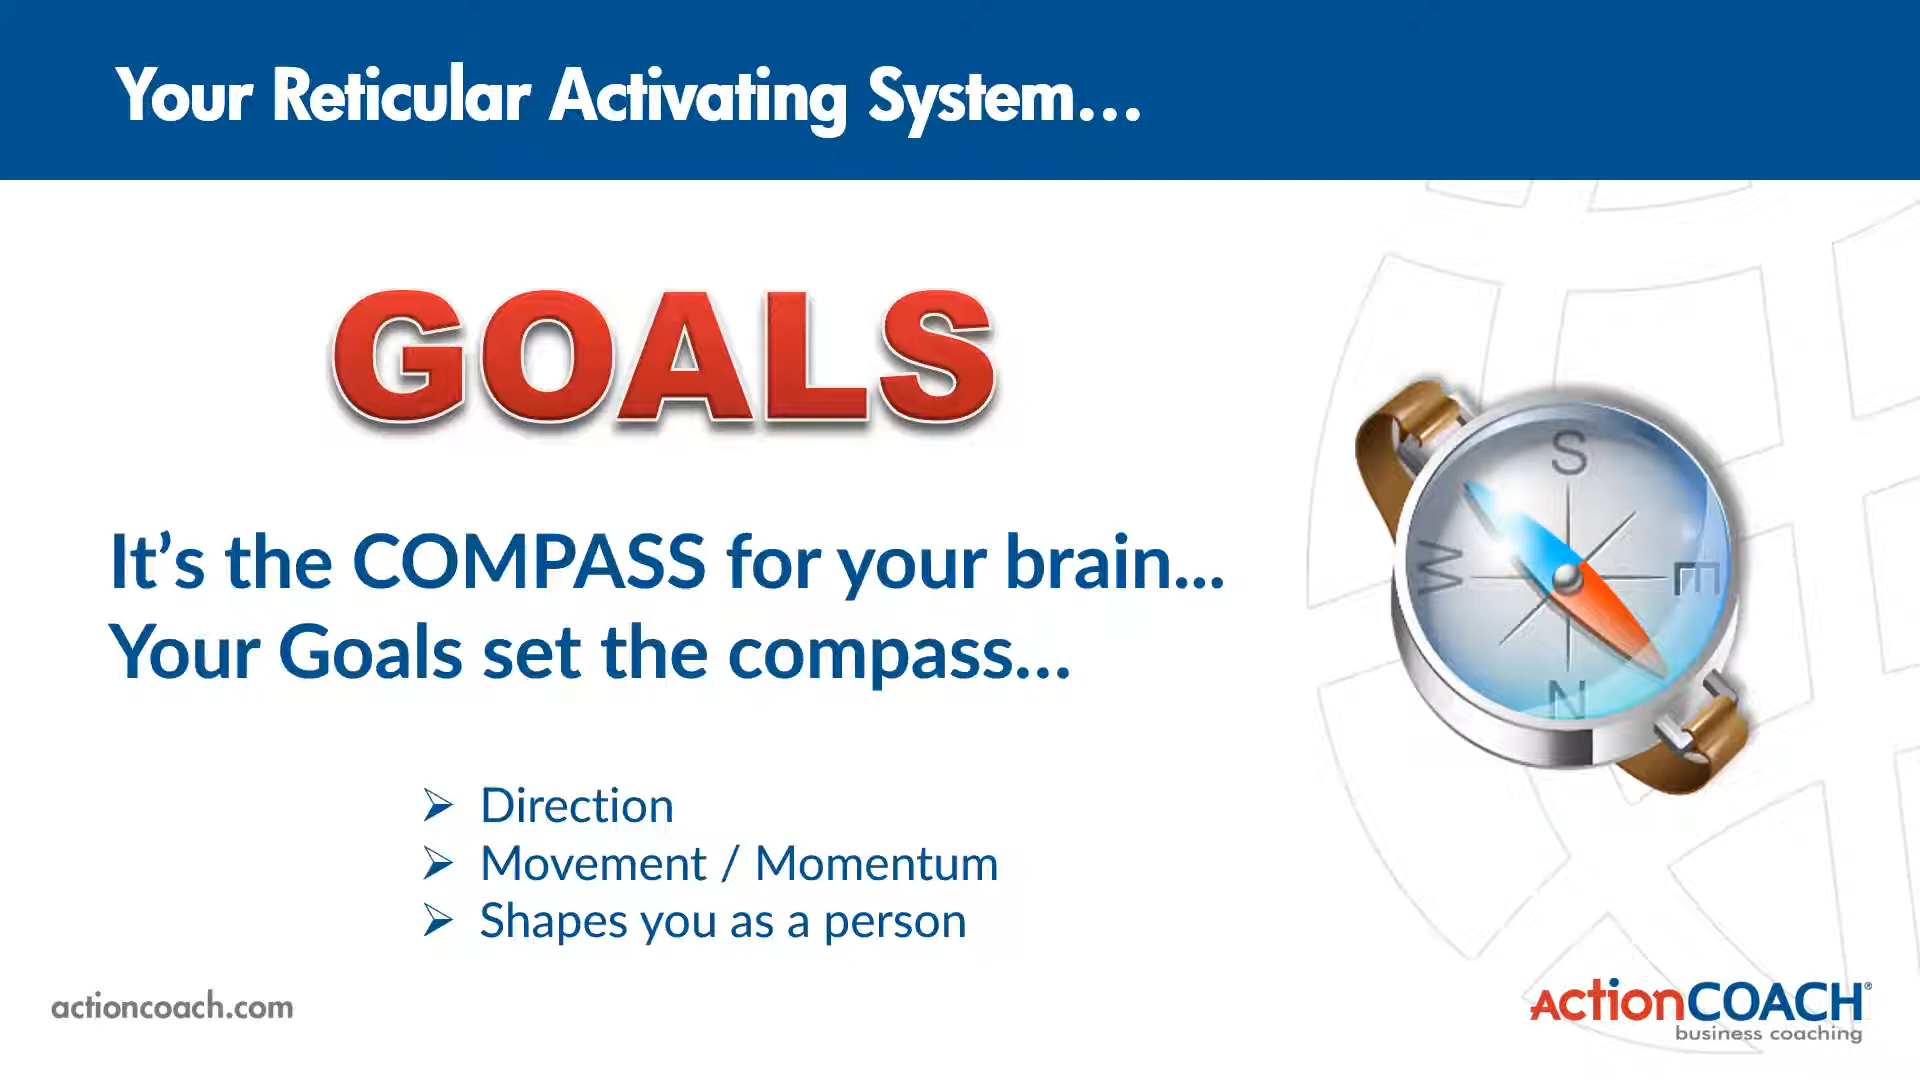 Your Reticular Activating System...
GOALS
It's the COMPASS for your brain...
Your Goals set the compass...
S
W
E
N
➢ Direction
➢ Movement / Momentum
➢ Shapes you as a person
actioncoach.com
ActionCOACH®
business coaching